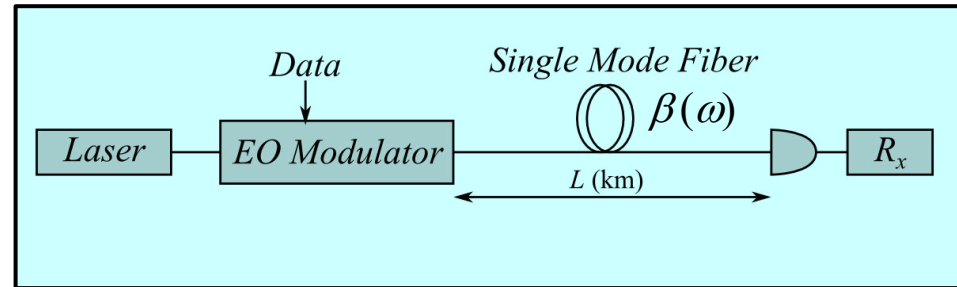 Data
Single Mode Fiber
β(ω)
Laser
EO Modulator
L (km)
Rₓ